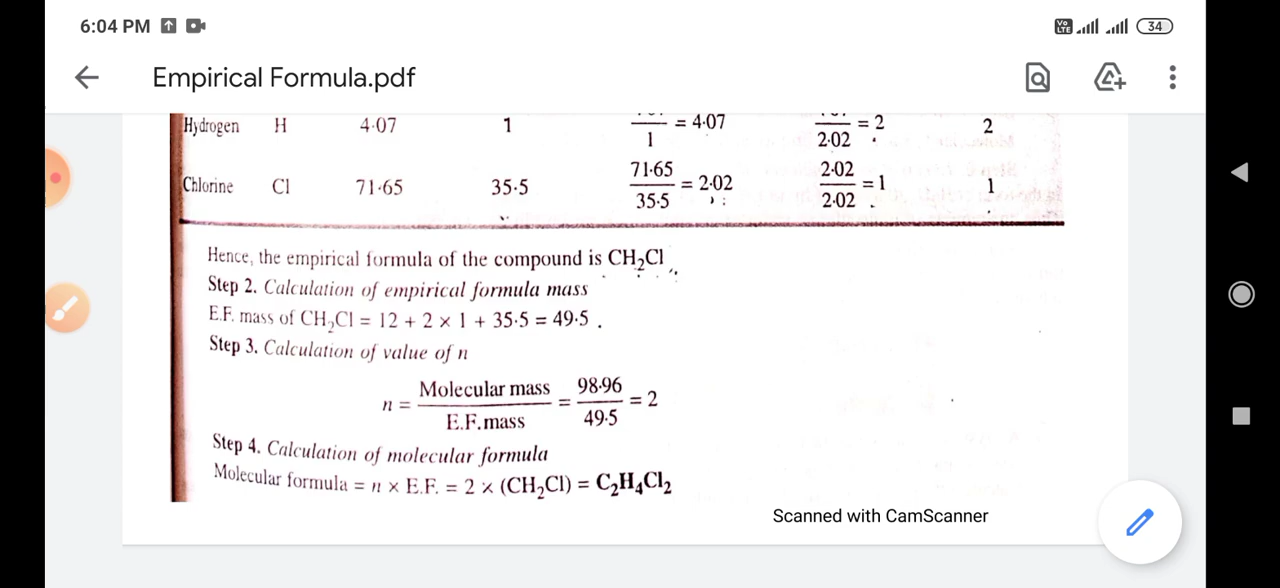 6:04 PM
Vo LTE 34
Empirical Formula.pdf
Hydrogen H 4·07 1 1 = 4·07 2·02 = 2 2
Chlorine Cl 71·65 35·5 71·65/35·5 = 2·02 2·02/2·02 = 1 1
Hence, the empirical formula of the compound is CH₂Cl
Step 2. Calculation of empirical formula mass
E.F. mass of CH₂Cl = 12 + 2 × 1 + 35·5 = 49·5 .
Step 3. Calculation of value of n
n = Molecular mass/E.F.mass = 98·96/49·5 = 2
Step 4. Calculation of molecular formula
Molecular formula = n × E.F. = 2 × (CH₂Cl) = C₂H₄Cl₂
Scanned with CamScanner